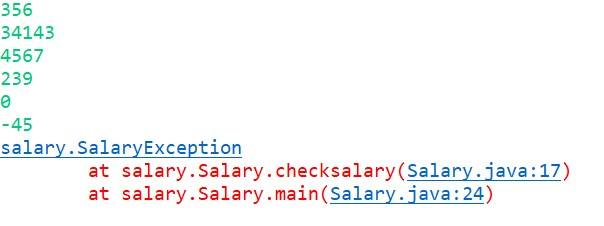 356
34143
4567
239
0
-45
salary.SalaryException
at salary.Salary.checksalary(Salary.java:17)
at salary.Salary.main(Salary.java:24)